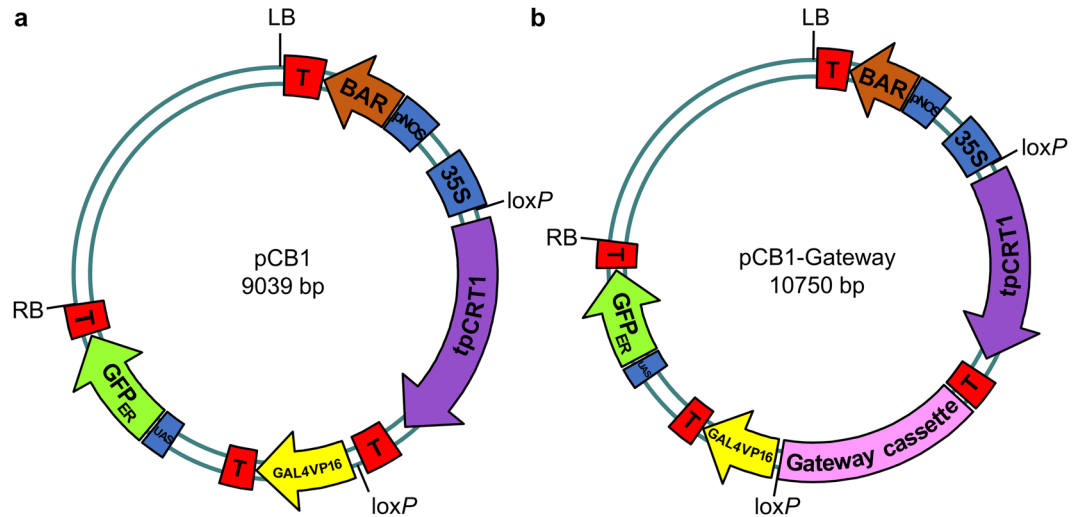 a
LB
T
BAR
pNOS
35S
loxP
tpCRT1
pCB1
9039 bp
RB
T
GFP ER
UAS
T
GAL4VP16
T
loxP
b
LB
T
BAR
pNOS
35S
loxP
tpCRT1
pCB1-Gateway
10750 bp
RB
T
GFP ER
UAS
T
GAL4VP16
T
Gateway cassette
loxP